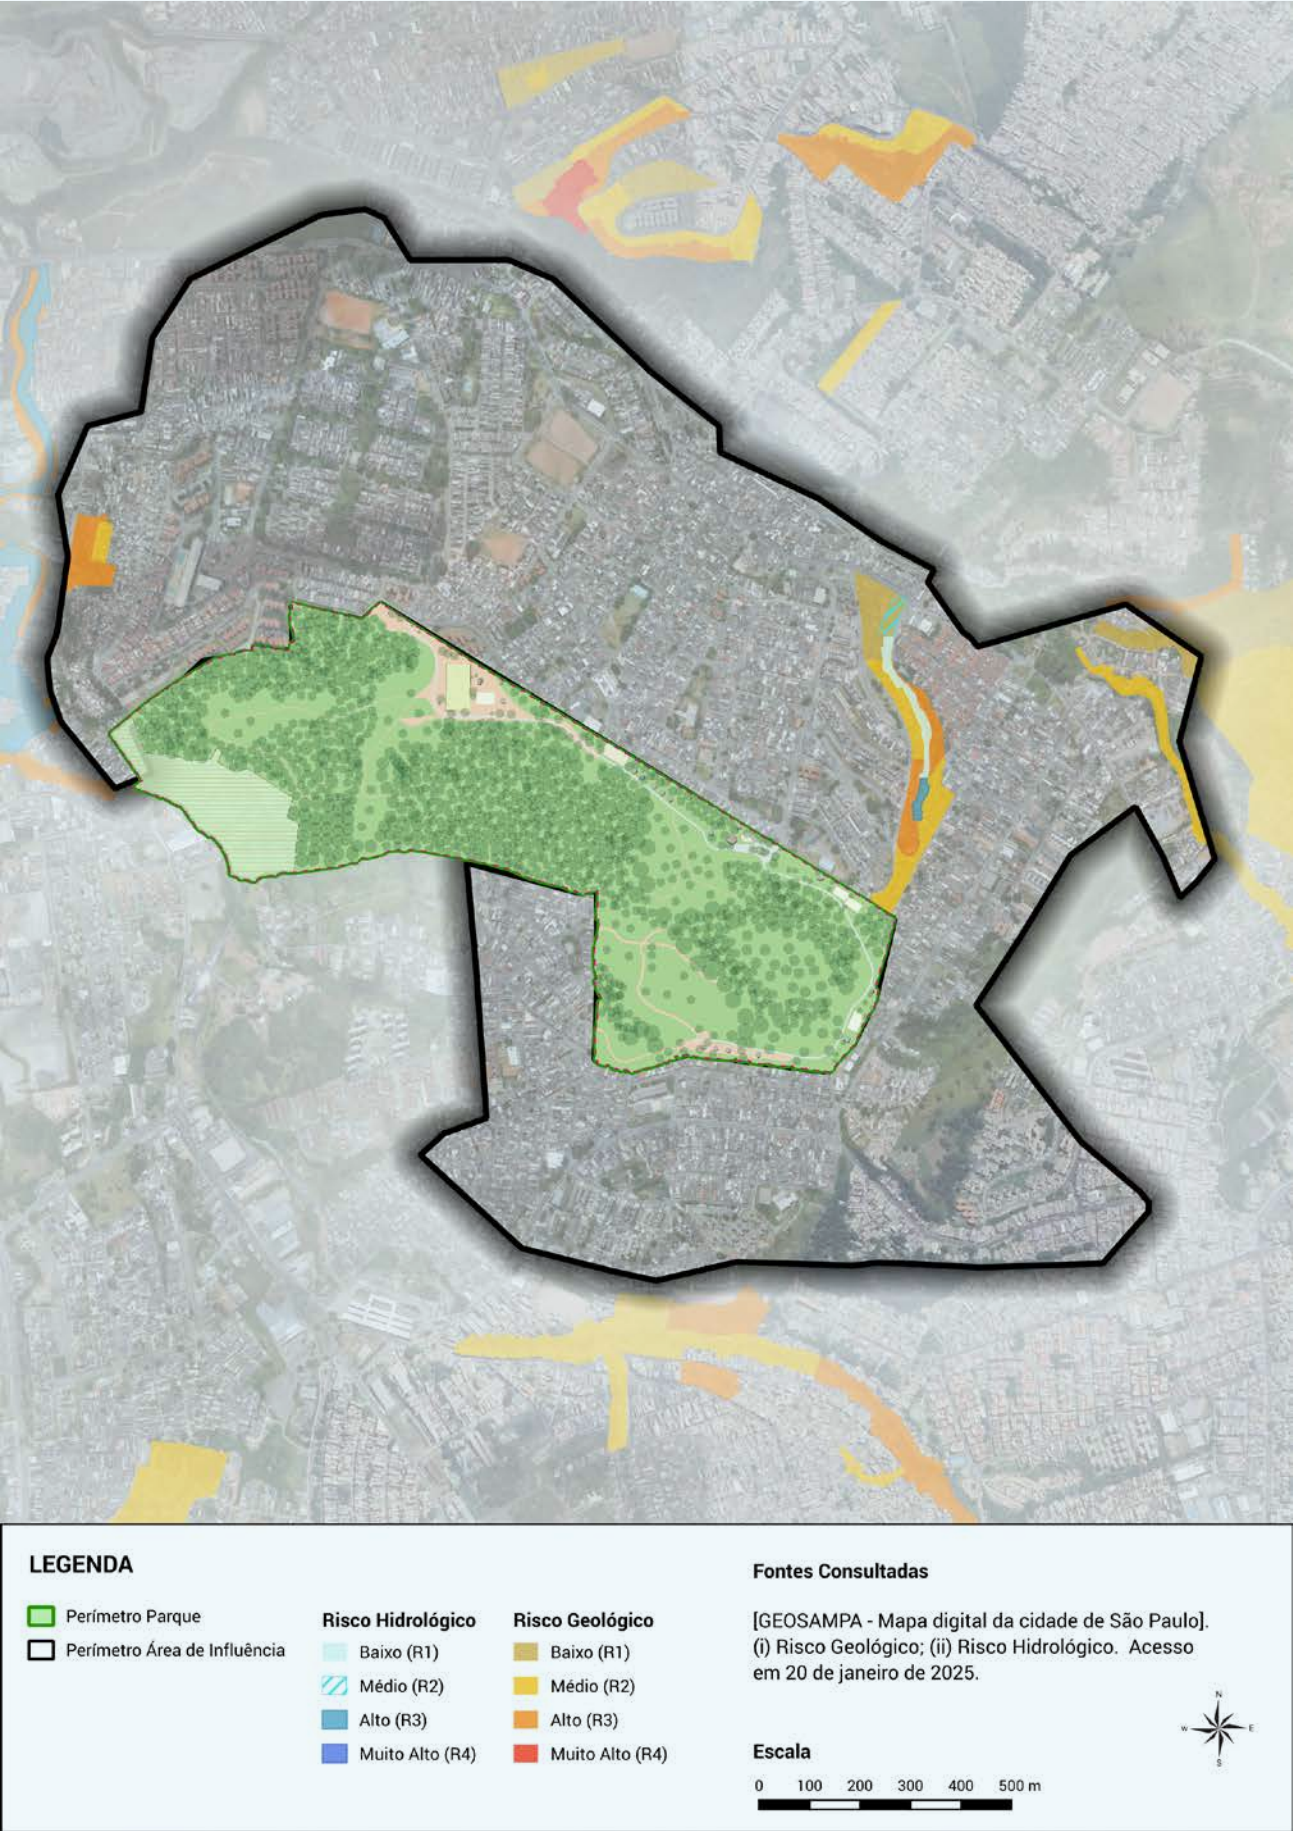 LEGENDA
Perímetro Parque
Perímetro Área de Influência
Risco Hidrológico
Baixo (R1)
Médio (R2)
Alto (R3)
Muito Alto (R4)
Risco Geológico
Baixo (R1)
Médio (R2)
Alto (R3)
Muito Alto (R4)
Fontes Consultadas
[GEOSAMPA - Mapa digital da cidade de São Paulo].
(i) Risco Geológico; (ii) Risco Hidrológico. Acesso
em 20 de janeiro de 2025.
Escala
0 100 200 300 400 500 m
N
W E
S